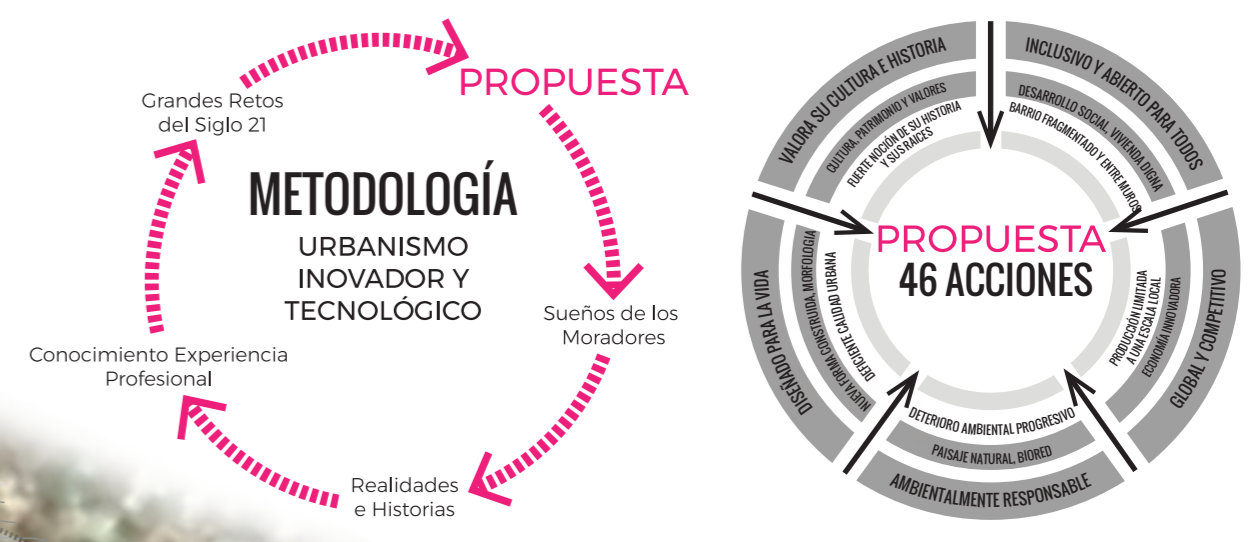 PROPUESTA
Grandes Retos
del Siglo 21
METODOLOGÍA
URBANISMO
INOVADOR Y
TECNOLÓGICO
Sueños de los
Moradores
Conocimiento Experiencia
Profesional
Realidades
e Historias
VALORA SU CULTURA E HISTORIA
CULTURA, PATRIMONIO Y VALORES
FUERTE NOCIÓN DE SU HISTORIA
Y SUS RAICES
INCLUSIVO Y ABIERTO PARA TODOS
DESARROLLO SOCIAL, VIVIENDA DIGNA
BARRIO FRAGMENTADO Y ENTRE MUROS
PROPUESTA
46 ACCIONES
DISEÑADO PARA LA VIDA
NUEVA FORMA CONSTRUIDA, MORFOLOGÍA
DEFICIENTE CALIDAD URBANA
PRODUCCIÓN LIMITADA
A UNA ESCALA LOCAL
ECONOMÍA INNOVADORA
GLOBAL Y COMPETITIVO
DETERIORO AMBIENTAL PROGRESIVO
PAISAJE NATURAL, BIORED
AMBIENTALMENTE RESPONSABLE